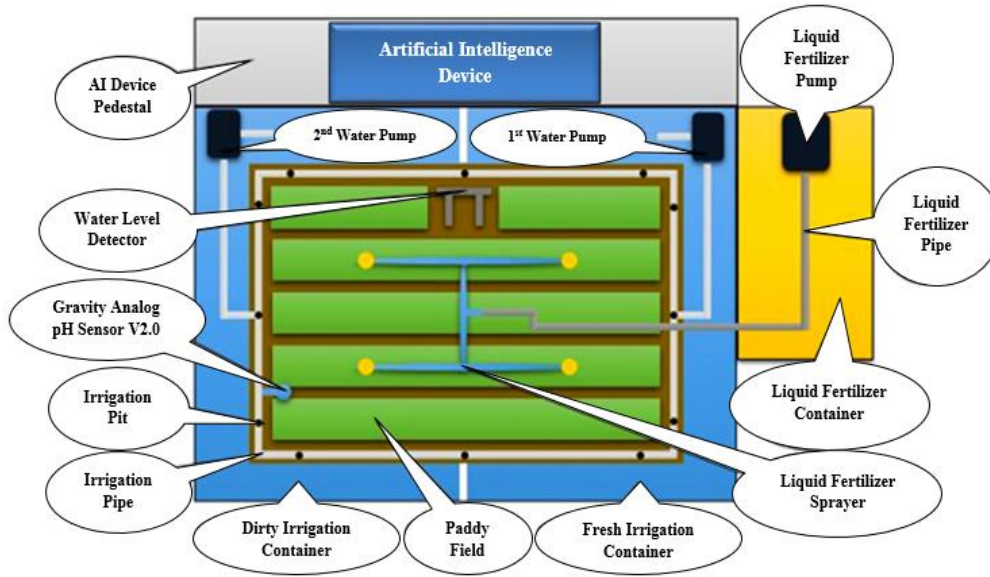 Artificial Intelligence
Device
Liquid
Fertilizer
Pump
AI Device
Pedestal
2nd Water Pump
1st Water Pump
Water Level
Detector
Liquid
Fertilizer
Pipe
Gravity Analog
pH Sensor V2.0
Irrigation
Pit
Liquid Fertilizer
Container
Irrigation
Pipe
Liquid Fertilizer
Sprayer
Dirty Irrigation
Container
Paddy
Field
Fresh Irrigation
Container